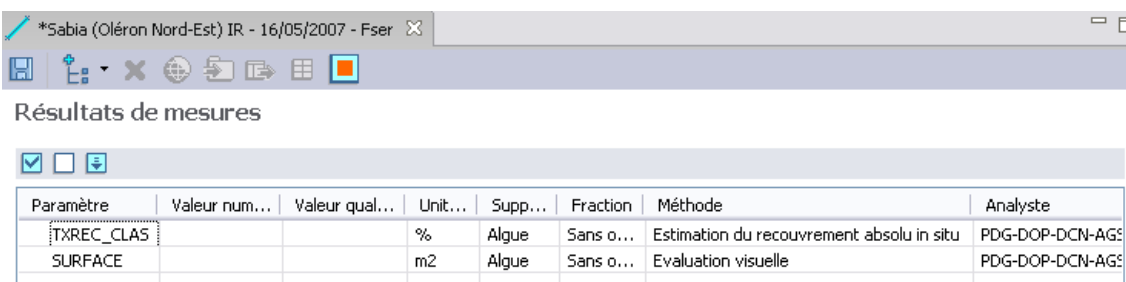 *Sabia (Oléron Nord-Est) IR - 16/05/2007 - Fser
Résultats de mesures
Paramètre Valeur num... Valeur qual... Unit... Supp... Fraction Méthode Analyste
TXREC_CLAS % Algue Sans o... Estimation du recouvrement absolu in situ PDG-DOP-DCN-AGS
SURFACE m2 Algue Sans o... Evaluation visuelle PDG-DOP-DCN-AGS